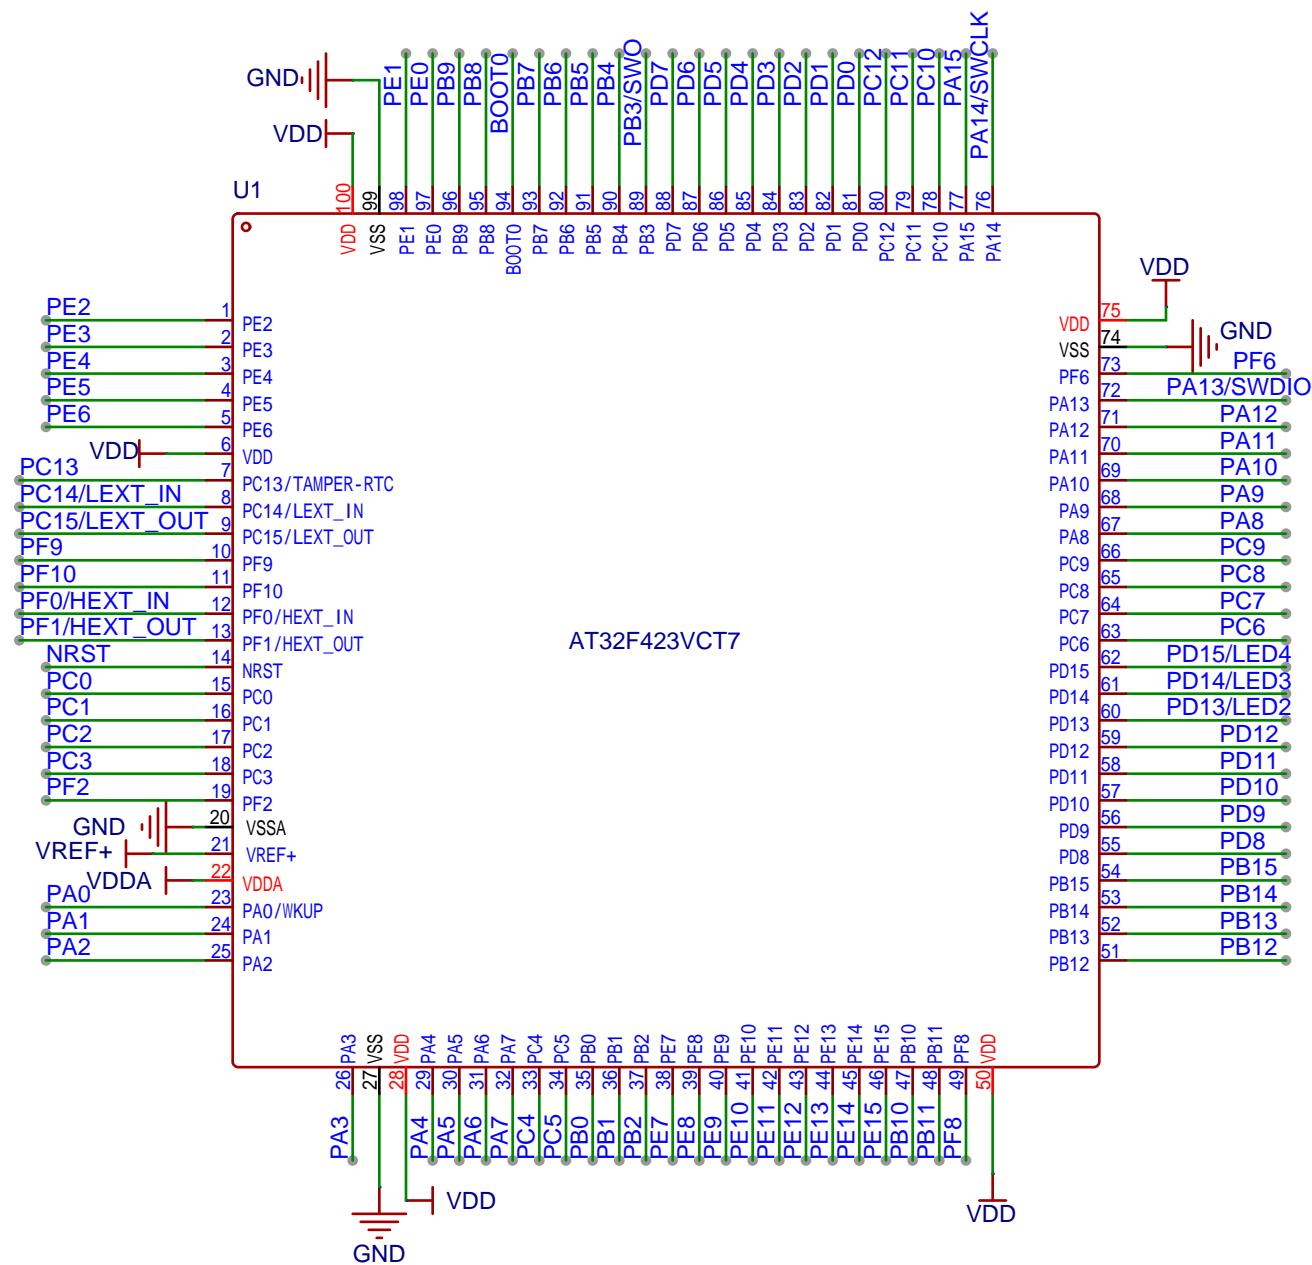 PE1
PE0
PB9
PB8
BOOT0
PB7
PB6
PB5
PB4
PB3/SWO
PD7
PD6
PD5
PD4
PD3
PD2
PD1
PD0
PC12
PC11
PC10
PA15
PA14/SWCLK
GND
VDD
U1
100
99
98
97
96
95
94
93
92
91
90
89
88
87
86
85
84
83
82
81
80
79
78
77
76
VDD
VSS
PE1
PE0
PB9
PB8
BOOT0
PB7
PB6
PB5
PB4
PB3
PD7
PD6
PD5
PD4
PD3
PD2
PD1
PD0
PC12
PC11
PC10
PA15
PA14
PE2 1 PE2
PE3 2 PE3
PE4 3 PE4
PE5 4 PE5
PE6 5 PE6
VDD 6 VDD
PC13 7 PC13/TAMPER-RTC
PC14/LEXT_IN 8 PC14/LEXT_IN
PC15/LEXT_OUT 9 PC15/LEXT_OUT
PF9 10 PF9
PF10 11 PF10
PF0/HEXT_IN 12 PF0/HEXT_IN
PF1/HEXT_OUT 13 PF1/HEXT_OUT
NRST 14 NRST
PC0 15 PC0
PC1 16 PC1
PC2 17 PC2
PC3 18 PC3
PF2 19 PF2
GND 20 VSSA
VREF+ 21 VREF+
VDDA 22 VDDA
PA0 23 PA0/WKUP
PA1 24 PA1
PA2 25 PA2
AT32F423VCT7
VDD
VDD 75
VSS 74 GND
PF6 73 PF6
PA13 72 PA13/SWDIO
PA12 71 PA12
PA11 70 PA11
PA10 69 PA10
PA9 68 PA9
PA8 67 PA8
PC9 66 PC9
PC8 65 PC8
PC7 64 PC7
PC6 63 PC6
PD15 62 PD15/LED4
PD14 61 PD14/LED3
PD13 60 PD13/LED2
PD12 59 PD12
PD11 58 PD11
PD10 57 PD10
PD9 56 PD9
PD8 55 PD8
PB15 54 PB15
PB14 53 PB14
PB13 52 PB13
PB12 51 PB12
PA3
VSS
VDD
PA4
PA5
PA6
PA7
PC4
PC5
PB0
PB1
PB2
PE7
PE8
PE9
PE10
PE11
PE12
PE13
PE14
PE15
PB10
PB11
PF8
VDD
26
27
28
29
30
31
32
33
34
35
36
37
38
39
40
41
42
43
44
45
46
47
48
49
50
PA3
PA4
PA5
PA6
PA7
PC4
PC5
PB0
PB1
PB2
PE7
PE8
PE9
PE10
PE11
PE12
PE13
PE14
PE15
PB10
PB11
PF8
VDD
VDD
GND